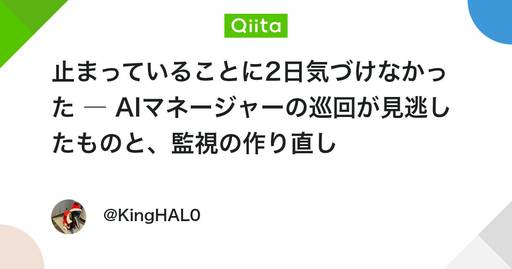 Qiita
止まっていることに2日気づけなかっ
た ― AIマネージャーの巡回が見逃し
たものと、監視の作り直し
@KingHAL0